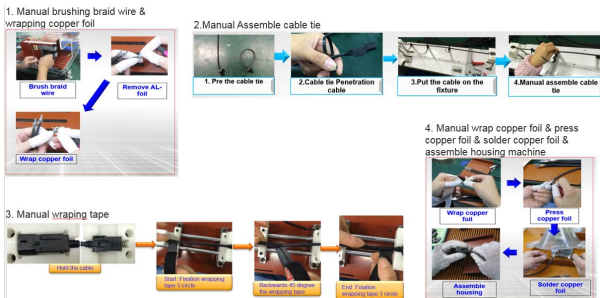 1. Manual brushing braid wire &
wrapping copper foil
Brush braid
wire
Remove AL-
foil
Wrap copper foil
2.Manual Assemble cable tie
1. Pre the cable tie
2.Cable tie Penetration
cable
3.Put the cable on the
fixture
4.Manual assemble cable
tie
3. Manual wraping tape
Hold the cable
Start :Fixation wrapping
tape 3 circle
Backwards 45 degree
the wrapping tape
End :Fixation
wrapping tape 3 circle
4. Manual wrap copper foil & press
copper foil & solder copper foil &
assemble housing machine
Wrap copper
foil
Press
copper foil
Assemble
housing
Solder copper
foil